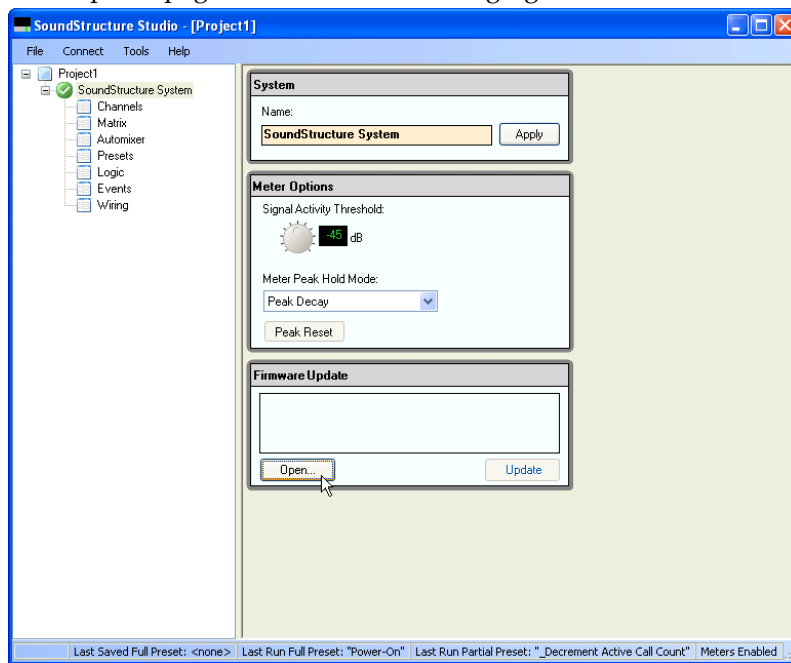 SoundStructure Studio - [Project1]
File Connect Tools Help
Project1
SoundStructure System
Channels
Matrix
Automixer
Presets
Logic
Events
Wiring
System
Name:
SoundStructure System Apply
Meter Options
Signal Activity Threshold:
-45 dB
Meter Peak Hold Mode:
Peak Decay
Peak Reset
Firmware Update
Open... Update
Last Saved Full Preset: <none> Last Run Full Preset: "Power-On" Last Run Partial Preset: "_Decrement Active Call Count" Meters Enabled